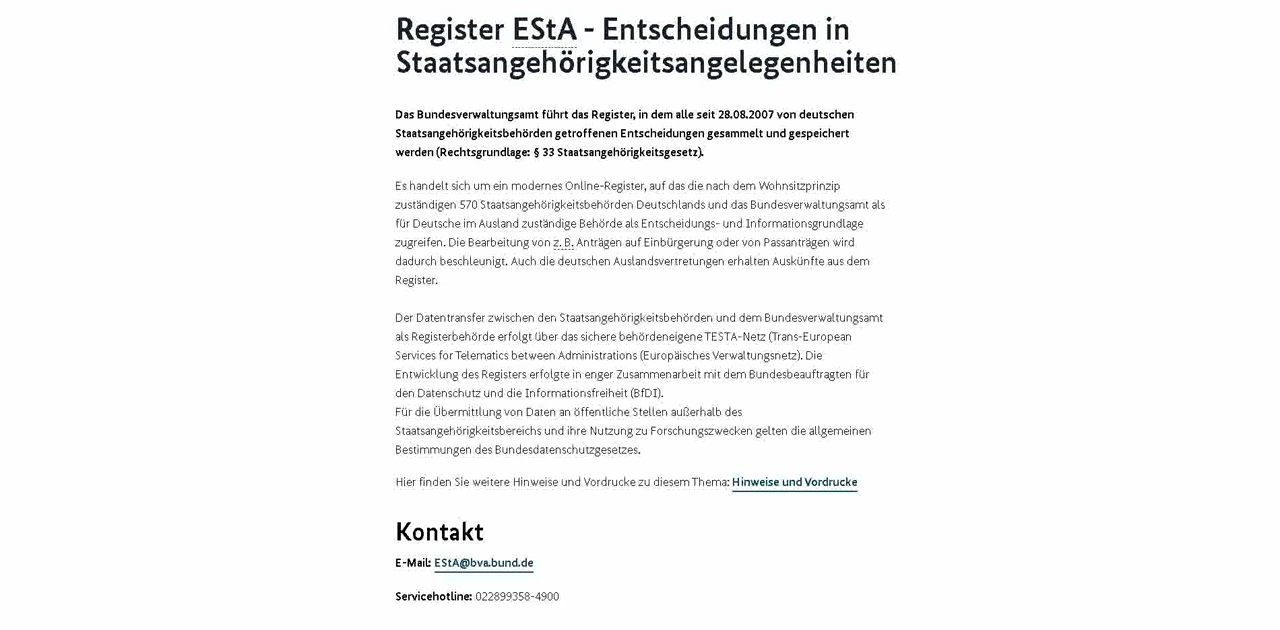 Register EStA - Entscheidungen in
Staatsangehörigkeitsangelegenheiten
Das Bundesverwaltungsamt führt das Register, in dem alle seit 28.08.2007 von deutschen
Staatsangehörigkeitsbehörden getroffenen Entscheidungen gesammelt und gespeichert
werden (Rechtsgrundlage: § 33 Staatsangehörigkeitsgesetz).
Es handelt sich um ein modernes Online-Register, auf das die nach dem Wohnsitzprinzip
zuständigen 570 Staatsangehörigkeitsbehörden Deutschlands und das Bundesverwaltungsamt als
für Deutsche im Ausland zuständige Behörde als Entscheidungs- und Informationsgrundlage
zugreifen. Die Bearbeitung von z. B. Anträgen auf Einbürgerung oder von Passanträgen wird
dadurch beschleunigt. Auch die deutschen Auslandsvertretungen erhalten Auskünfte aus dem
Register.
Der Datentransfer zwischen den Staatsangehörigkeitsbehörden und dem Bundesverwaltungsamt
als Registerbehörde erfolgt über das sichere behördeneigene TESTA-Netz (Trans-European
Services for Telematics between Administrations (Europäisches Verwaltungsnetz). Die
Entwicklung des Registers erfolgte in enger Zusammenarbeit mit dem Bundesbeauftragten für
den Datenschutz und die Informationsfreiheit (BfDI).
Für die Übermittlung von Daten an öffentliche Stellen außerhalb des
Staatsangehörigkeitsbereichs und ihre Nutzung zu Forschungszwecken gelten die allgemeinen
Bestimmungen des Bundesdatenschutzgesetzes.
Hier finden Sie weitere Hinweise und Vordrucke zu diesem Thema: Hinweise und Vordrucke
Kontakt
E-Mail: EStA@bva.bund.de
Servicehotline: 022899358-4900